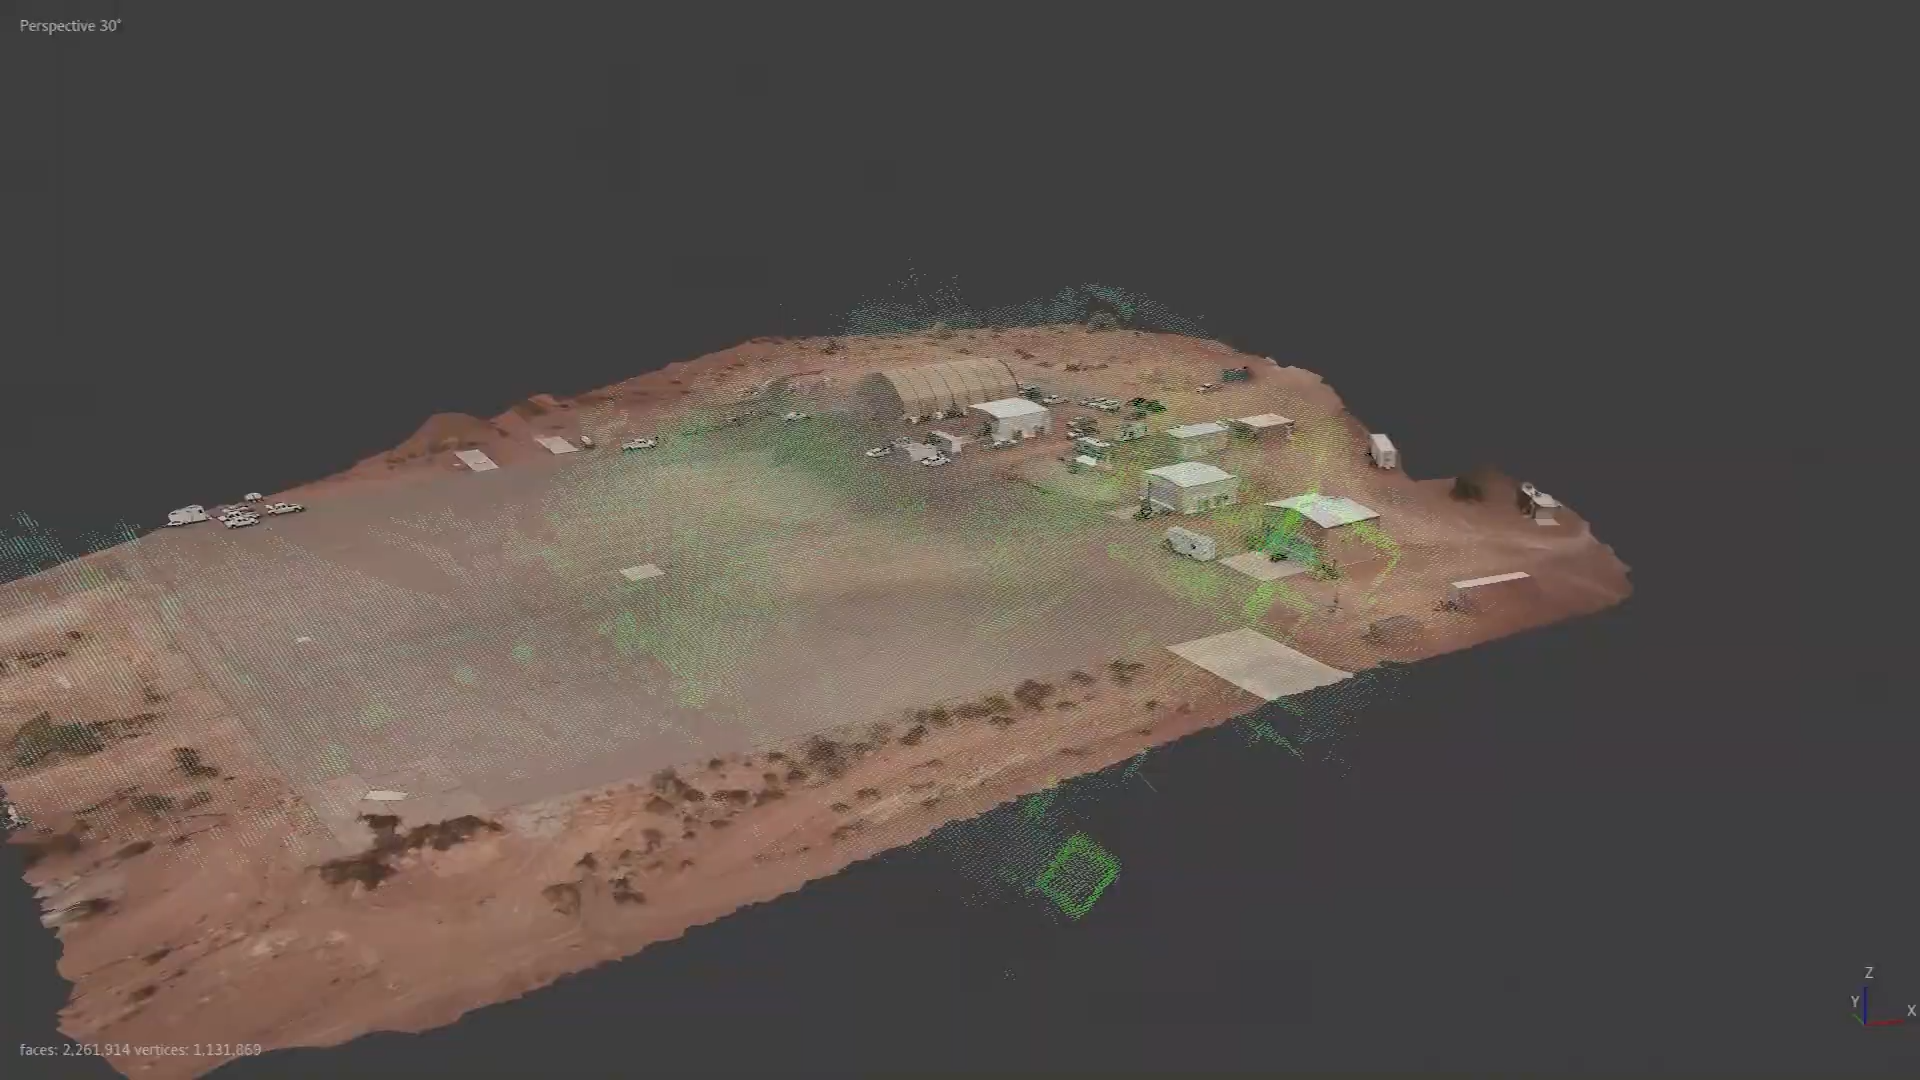 Perspective 30°
Z
Y
X
faces: 2,261,914 vertices: 1,131,869